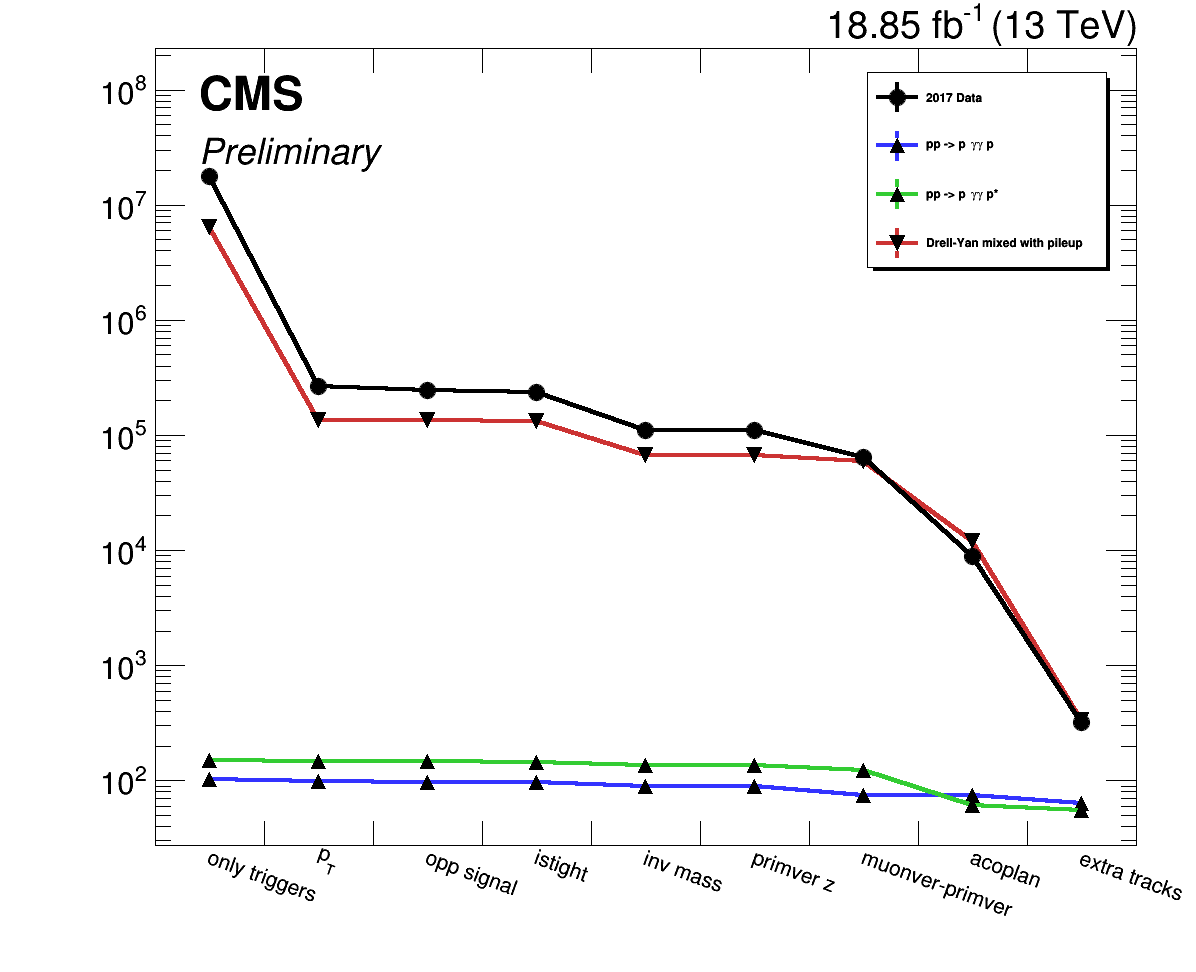 18.85 fb⁻¹ (13 TeV)
CMS
Preliminary
2017 Data
pp -> p γγ p
pp -> p γγ p*
Drell-Yan mixed with pileup
10⁸
10⁷
10⁶
10⁵
10⁴
10³
10²
only triggers
p_T
opp signal
istight
inv mass
primver z
muonver-primver
acoplan
extra tracks